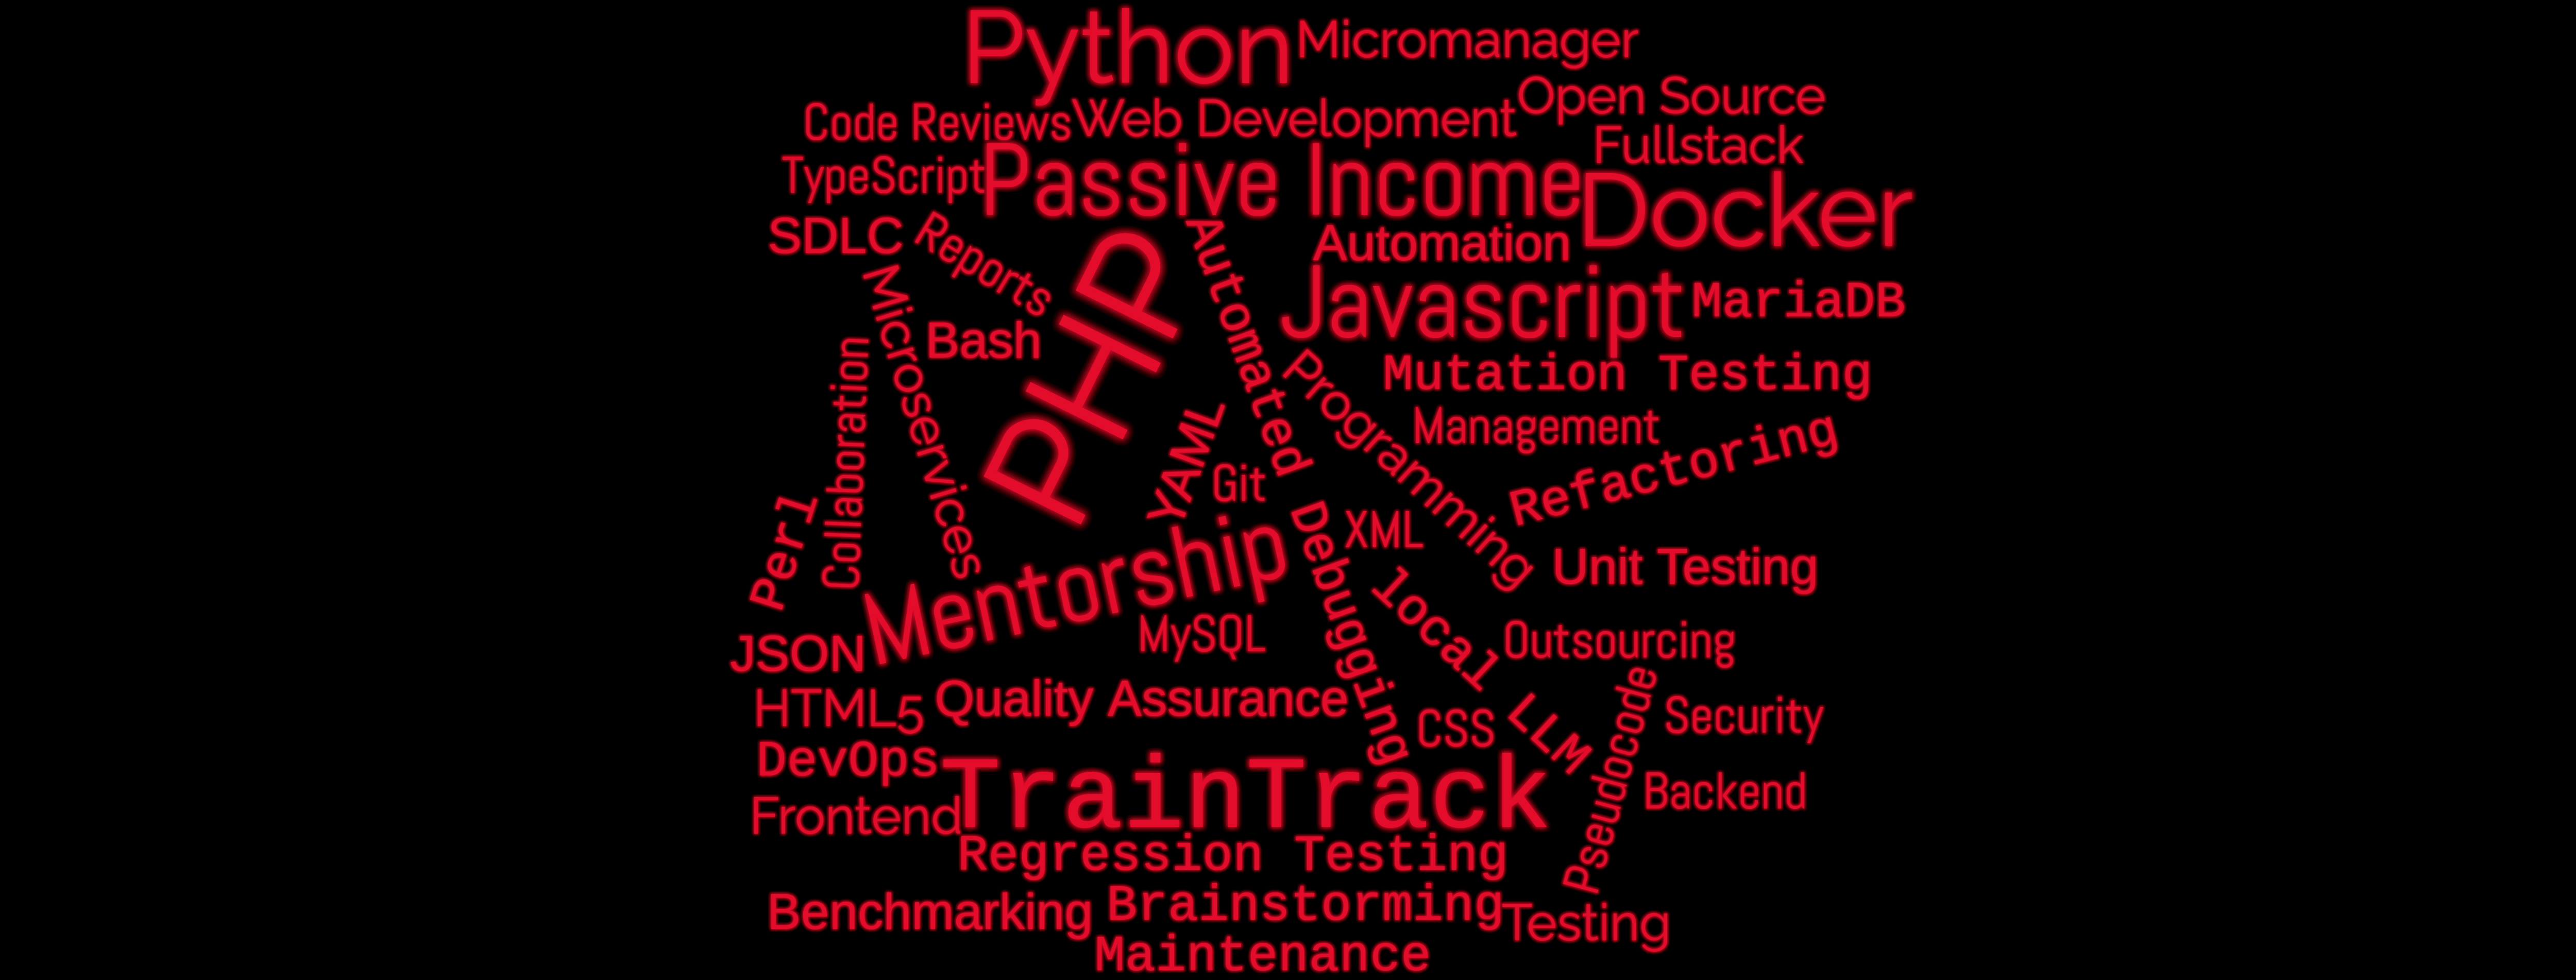 Python
Micromanager
Open Source
Code Reviews
Web Development
Fullstack
TypeScript
Passive Income
Docker
SDLC
Reports
Automation
Microservices
Bash
PHP
Automated Debugging
Javascript
MariaDB
Collaboration
Programming
Mutation Testing
Management
YAML
Git
Refactoring
Perl
XML
Unit Testing
Mentorship
local LLM
JSON
MySQL
Outsourcing
HTML5
Quality Assurance
CSS
Pseudocode
Security
DevOps
TrainTrack
Backend
Frontend
Regression Testing
Benchmarking
Brainstorming
Testing
Maintenance